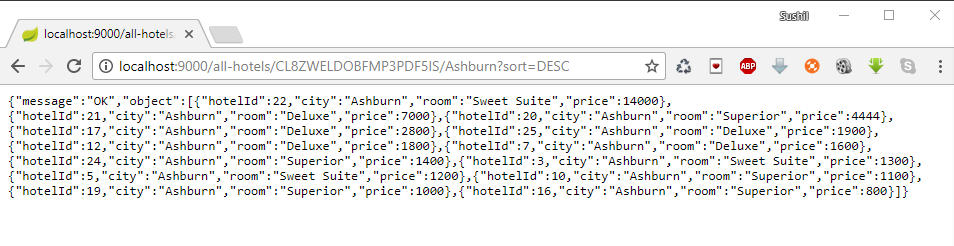 Sushil
localhost:9000/all-hotels
localhost:9000/all-hotels/CL8ZWELDOBFMP3PDF5IS/Ashburn?sort=DESC
ABP
{"message":"OK","object":[{"hotelId":22,"city":"Ashburn","room":"Sweet Suite","price":14000},
{"hotelId":21,"city":"Ashburn","room":"Deluxe","price":7000},{"hotelId":20,"city":"Ashburn","room":"Superior","price":4444},
{"hotelId":17,"city":"Ashburn","room":"Deluxe","price":2800},{"hotelId":25,"city":"Ashburn","room":"Deluxe","price":1900},
{"hotelId":12,"city":"Ashburn","room":"Deluxe","price":1800},{"hotelId":7,"city":"Ashburn","room":"Deluxe","price":1600},
{"hotelId":24,"city":"Ashburn","room":"Superior","price":1400},{"hotelId":3,"city":"Ashburn","room":"Sweet Suite","price":1300},
{"hotelId":5,"city":"Ashburn","room":"Sweet Suite","price":1200},{"hotelId":10,"city":"Ashburn","room":"Superior","price":1100},
{"hotelId":19,"city":"Ashburn","room":"Superior","price":1000},{"hotelId":16,"city":"Ashburn","room":"Superior","price":800}]}